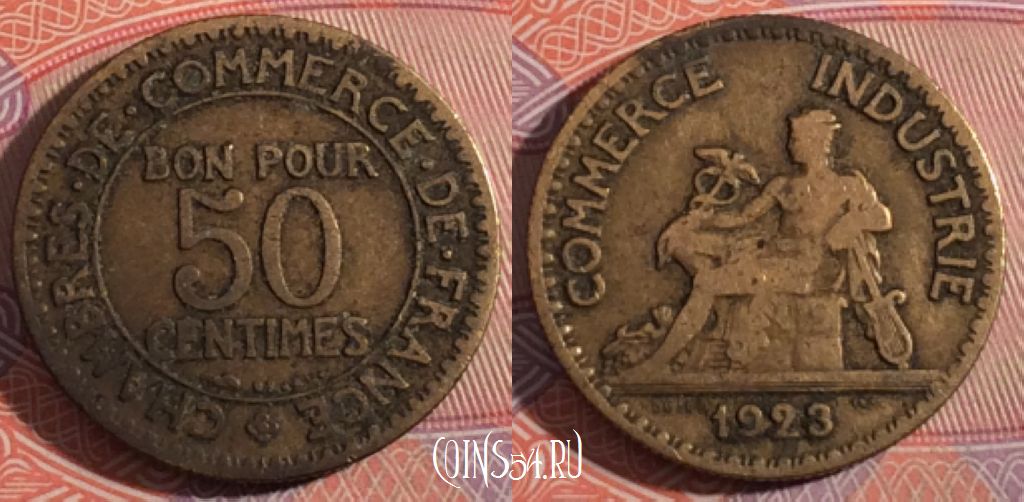 CHAMBRES · DE · COMMERCE · DE · FRANCE
BON POUR
50
CENTIMES
COMMERCE INDUSTRIE
1923
COINS54.RU